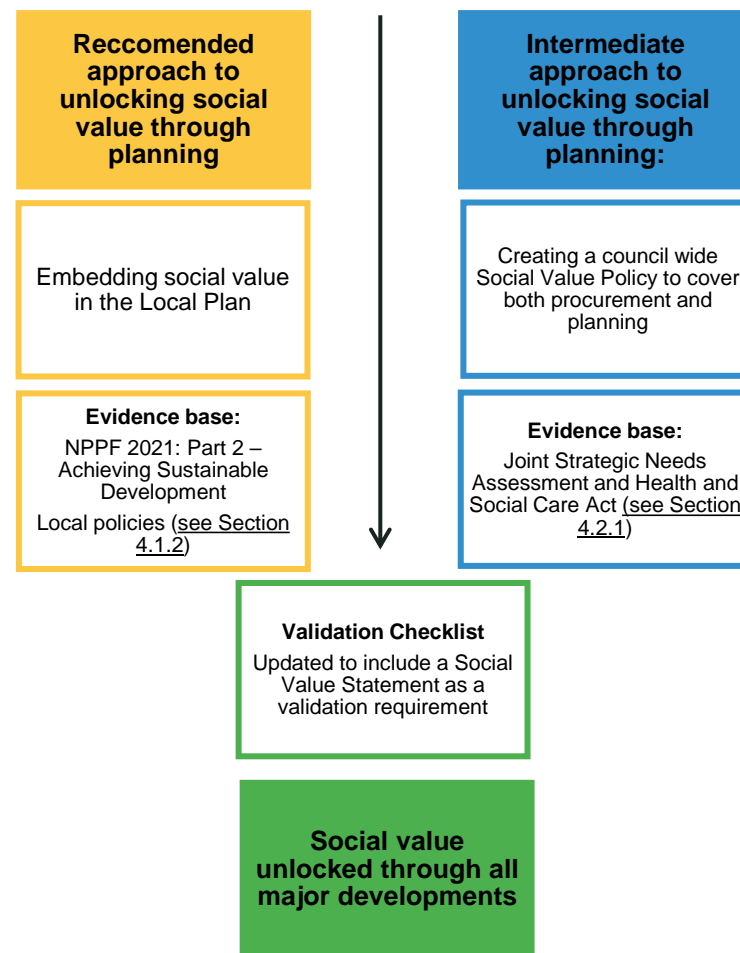 Reccomended
approach to
unlocking social
value through
planning
Embedding social value
in the Local Plan
Evidence base:
NPPF 2021: Part 2 –
Achieving Sustainable
Development
Local policies (see Section
4.1.2)
Intermediate
approach to
unlocking social
value through
planning:
Creating a council wide
Social Value Policy to cover
both procurement and
planning
Evidence base:
Joint Strategic Needs
Assessment and Health and
Social Care Act (see Section
4.2.1)
Validation Checklist
Updated to include a Social
Value Statement as a
validation requirement
Social value
unlocked through all
major developments